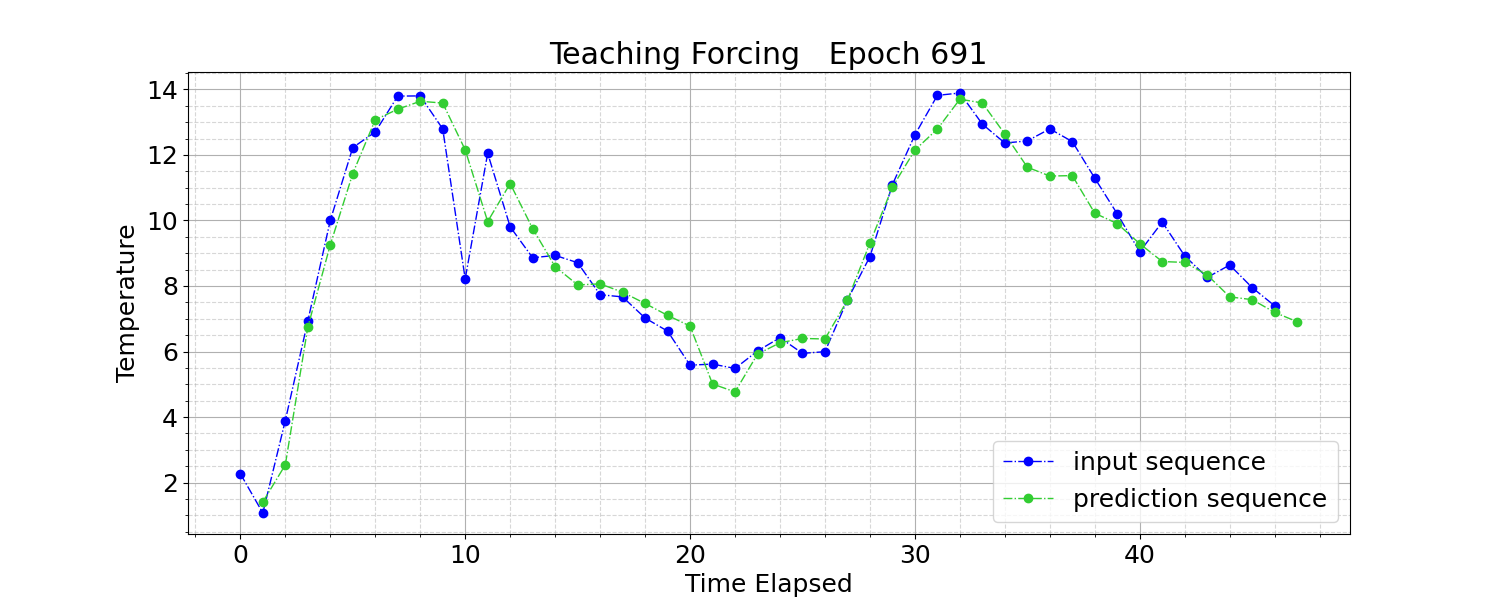 Teaching Forcing   Epoch 691
14
12
10
8
6
4
2
Temperature
input sequence
prediction sequence
0 10 20 30 40
Time Elapsed